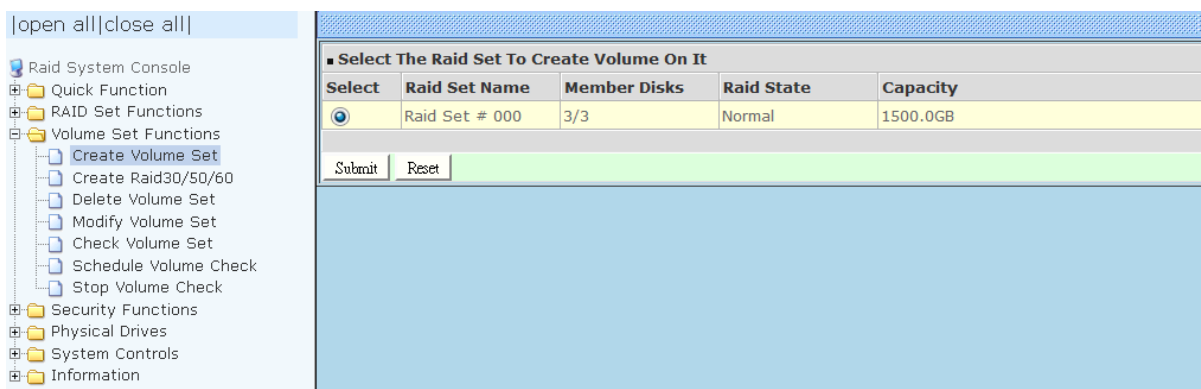 |open all|close all|
Raid System Console
Quick Function
RAID Set Functions
Volume Set Functions
Create Volume Set
Create Raid30/50/60
Delete Volume Set
Modify Volume Set
Check Volume Set
Schedule Volume Check
Stop Volume Check
Security Functions
Physical Drives
System Controls
Information
Select The Raid Set To Create Volume On It
Select Raid Set Name Member Disks Raid State Capacity
Raid Set # 000 3/3 Normal 1500.0GB
Submit Reset